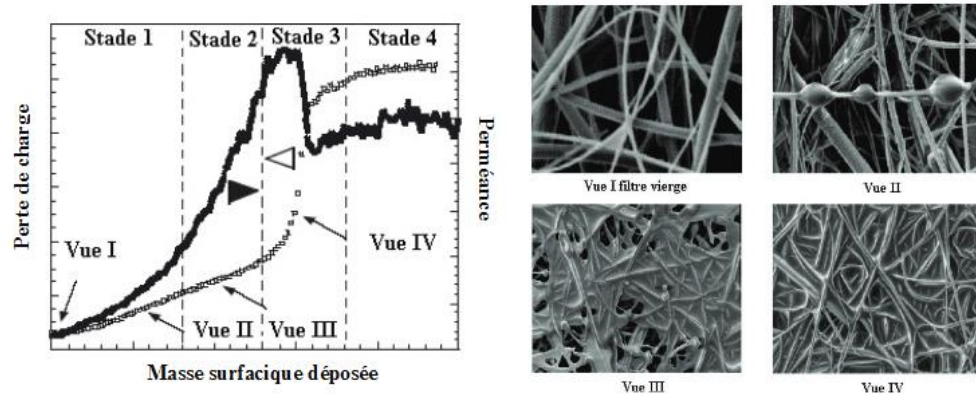 Stade 1
Stade 2
Stade 3
Stade 4
Perte de charge
Perméance
Vue I
Vue II
Vue III
Vue IV
Masse surfacique déposée
Vue I filtre vierge
Vue II
Vue III
Vue IV